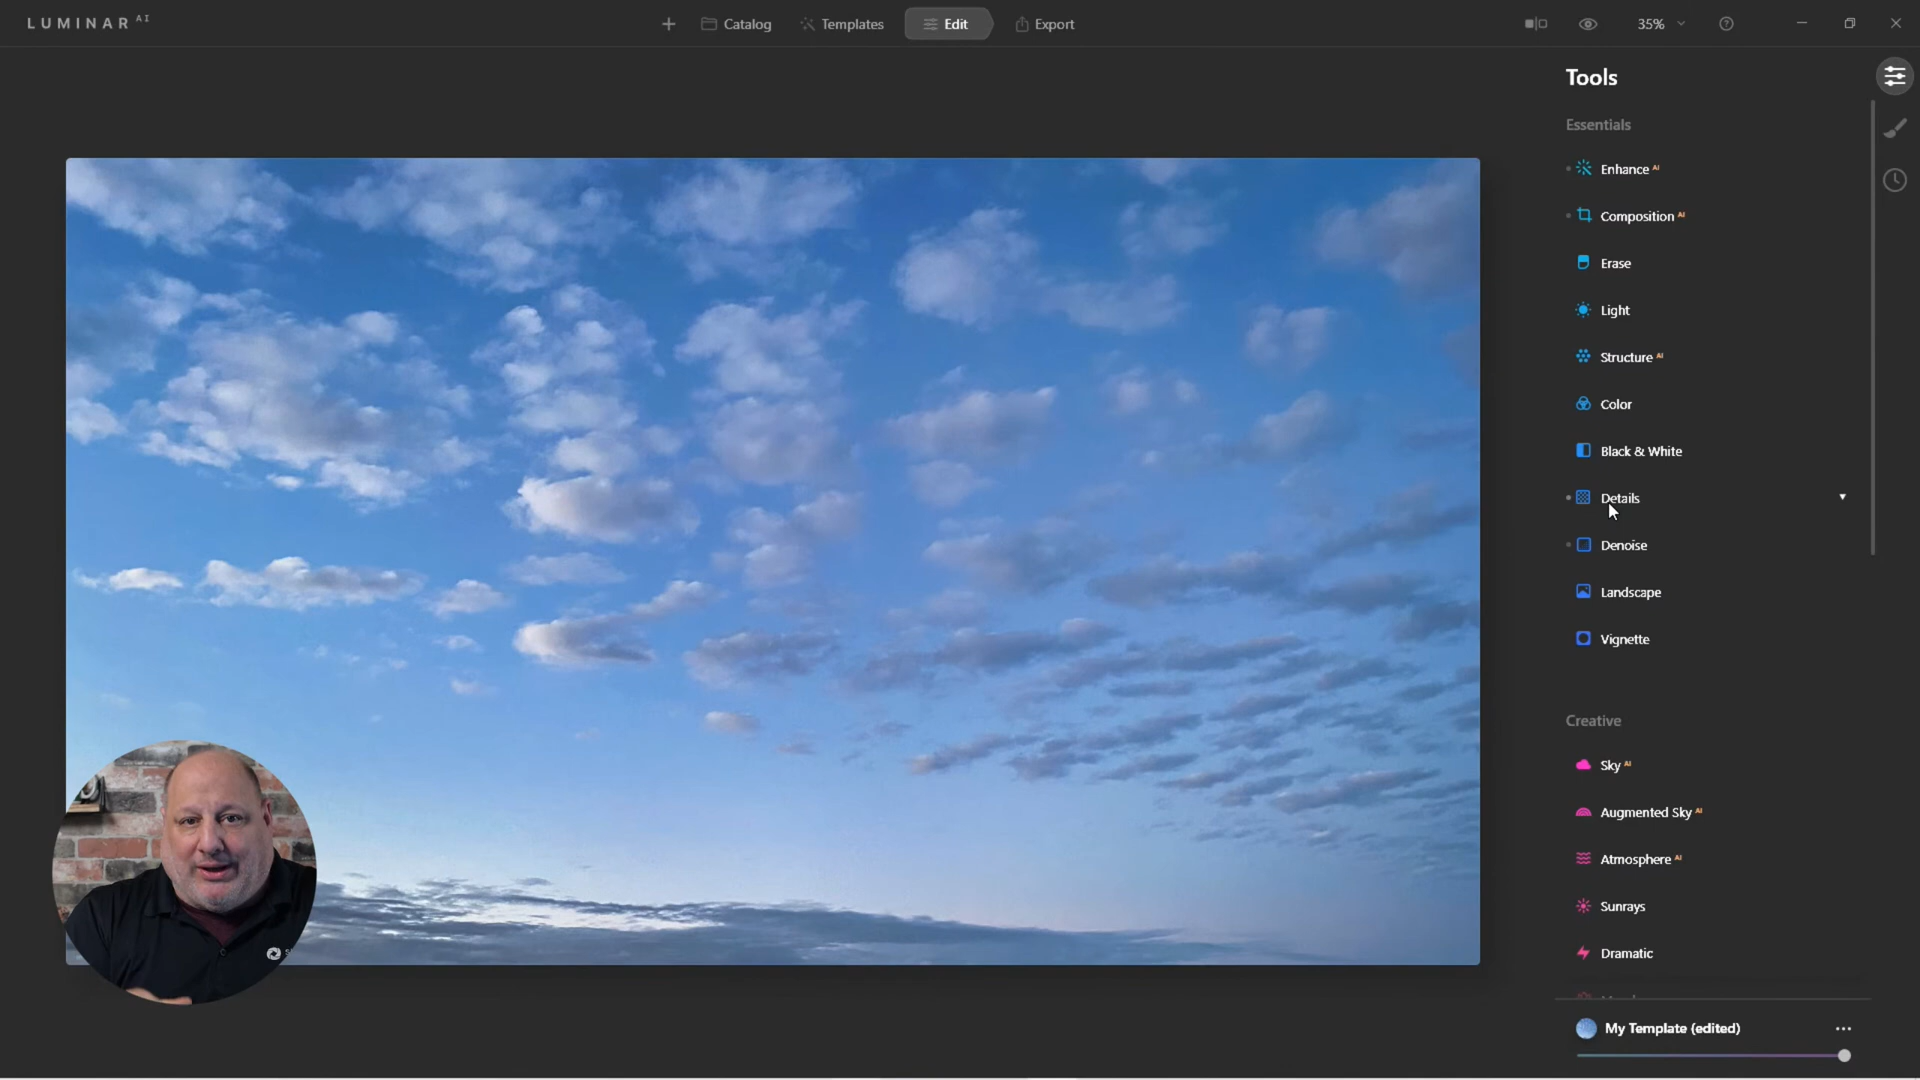 LUMINAR AI
Catalog
Templates
Edit
Export
35%
Tools
Essentials
Enhance AI
Composition AI
Erase
Light
Structure AI
Color
Black & White
Details
Denoise
Landscape
Vignette
Creative
Sky AI
Augmented Sky AI
Atmosphere AI
Sunrays
Dramatic
My Template (edited)